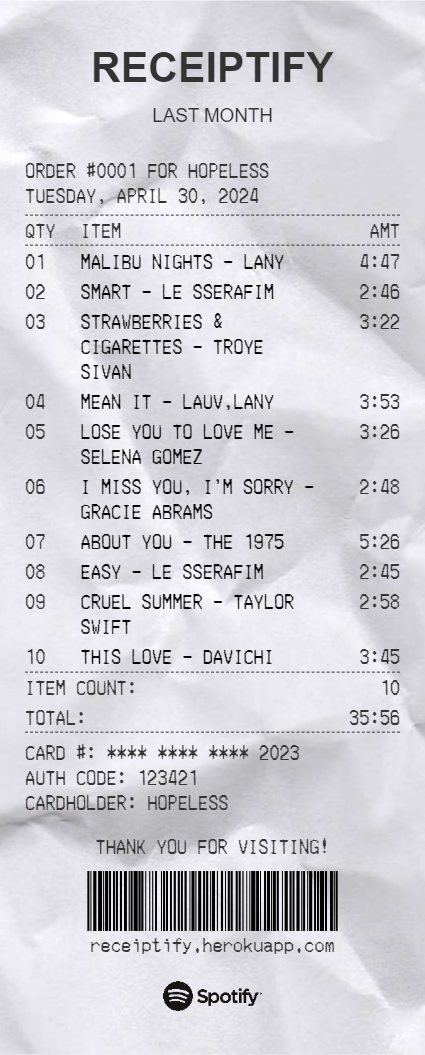 RECEIPTIFY
LAST MONTH
ORDER #0001 FOR HOPELESS
TUESDAY, APRIL 30, 2024
QTY ITEM AMT
01 MALIBU NIGHTS - LANY 4:47
02 SMART - LE SSERAFIM 2:46
03 STRAWBERRIES & 3:22
CIGARETTES - TROYE
SIVAN
04 MEAN IT - LAUV,LANY 3:53
05 LOSE YOU TO LOVE ME - 3:26
SELENA GOMEZ
06 I MISS YOU, I'M SORRY - 2:48
GRACIE ABRAMS
07 ABOUT YOU - THE 1975 5:26
08 EASY - LE SSERAFIM 2:45
09 CRUEL SUMMER - TAYLOR 2:58
SWIFT
10 THIS LOVE - DAVICHI 3:45
ITEM COUNT: 10
TOTAL: 35:56
CARD #: **** **** **** 2023
AUTH CODE: 123421
CARDHOLDER: HOPELESS
THANK YOU FOR VISITING!
receiptify.herokuapp.com
Spotify